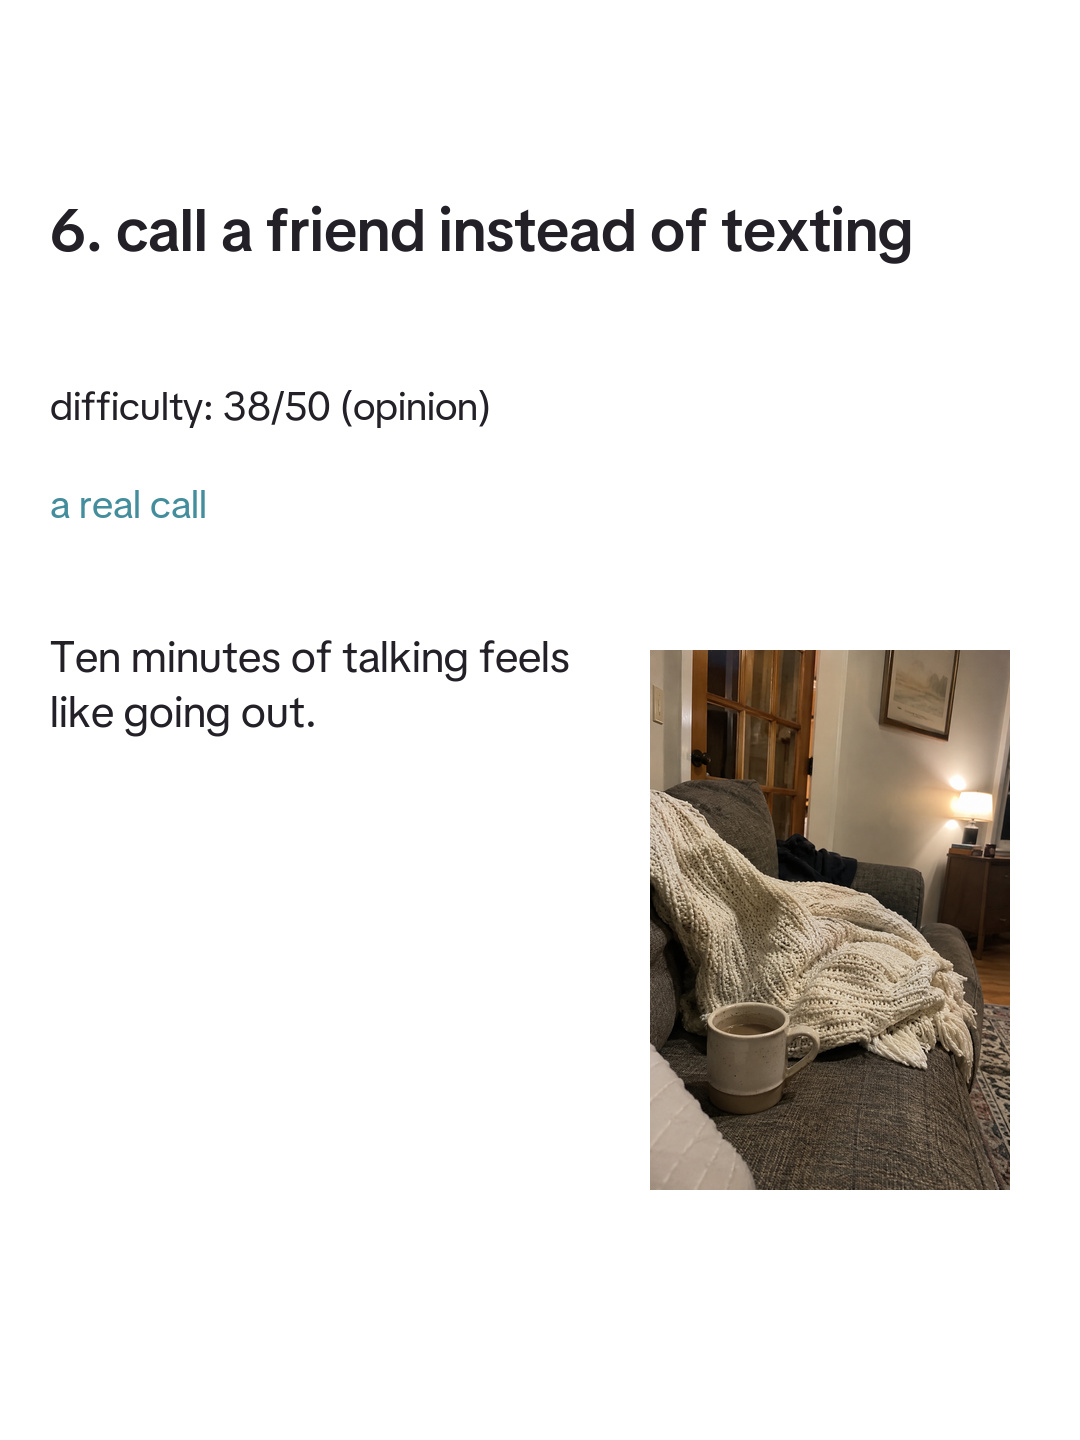 6. call a friend instead of texting
difficulty: 38/50 (opinion)
a real call
Ten minutes of talking feels
like going out.